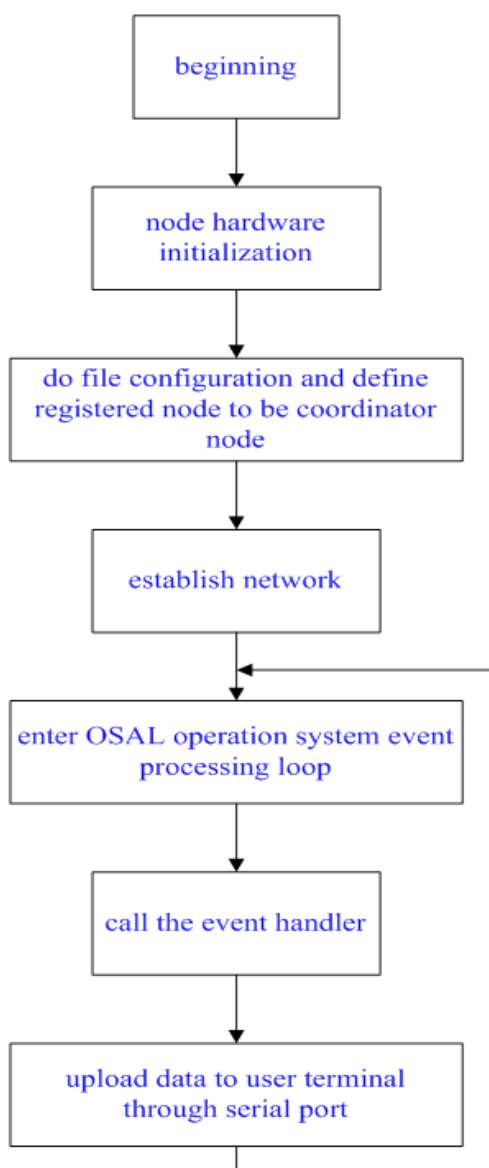 beginning
node hardware
initialization
do file configuration and define
registered node to be coordinator
node
establish network
enter OSAL operation system event
processing loop
call the event handler
upload data to user terminal
through serial port